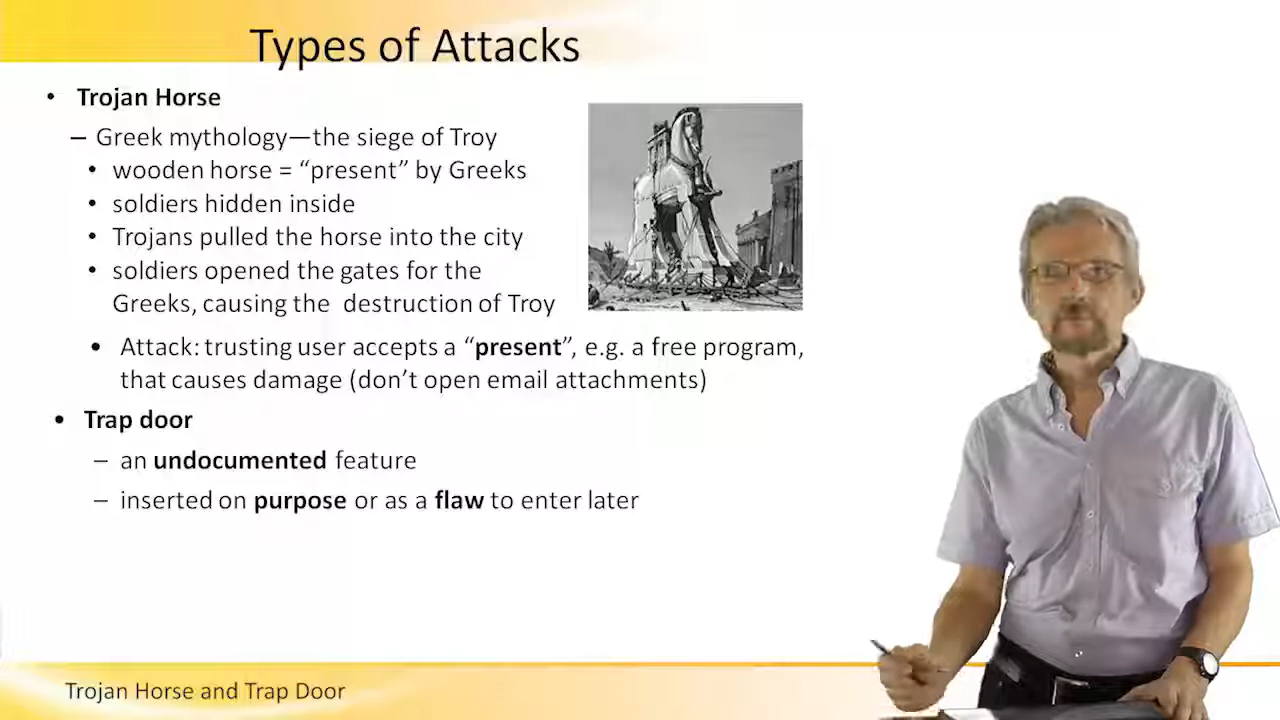 Types of Attacks
• Trojan Horse
– Greek mythology—the siege of Troy
• wooden horse = “present” by Greeks
• soldiers hidden inside
• Trojans pulled the horse into the city
• soldiers opened the gates for the
Greeks, causing the destruction of Troy
• Attack: trusting user accepts a “present”, e.g. a free program,
that causes damage (don’t open email attachments)
• Trap door
– an undocumented feature
– inserted on purpose or as a flaw to enter later
Trojan Horse and Trap Door